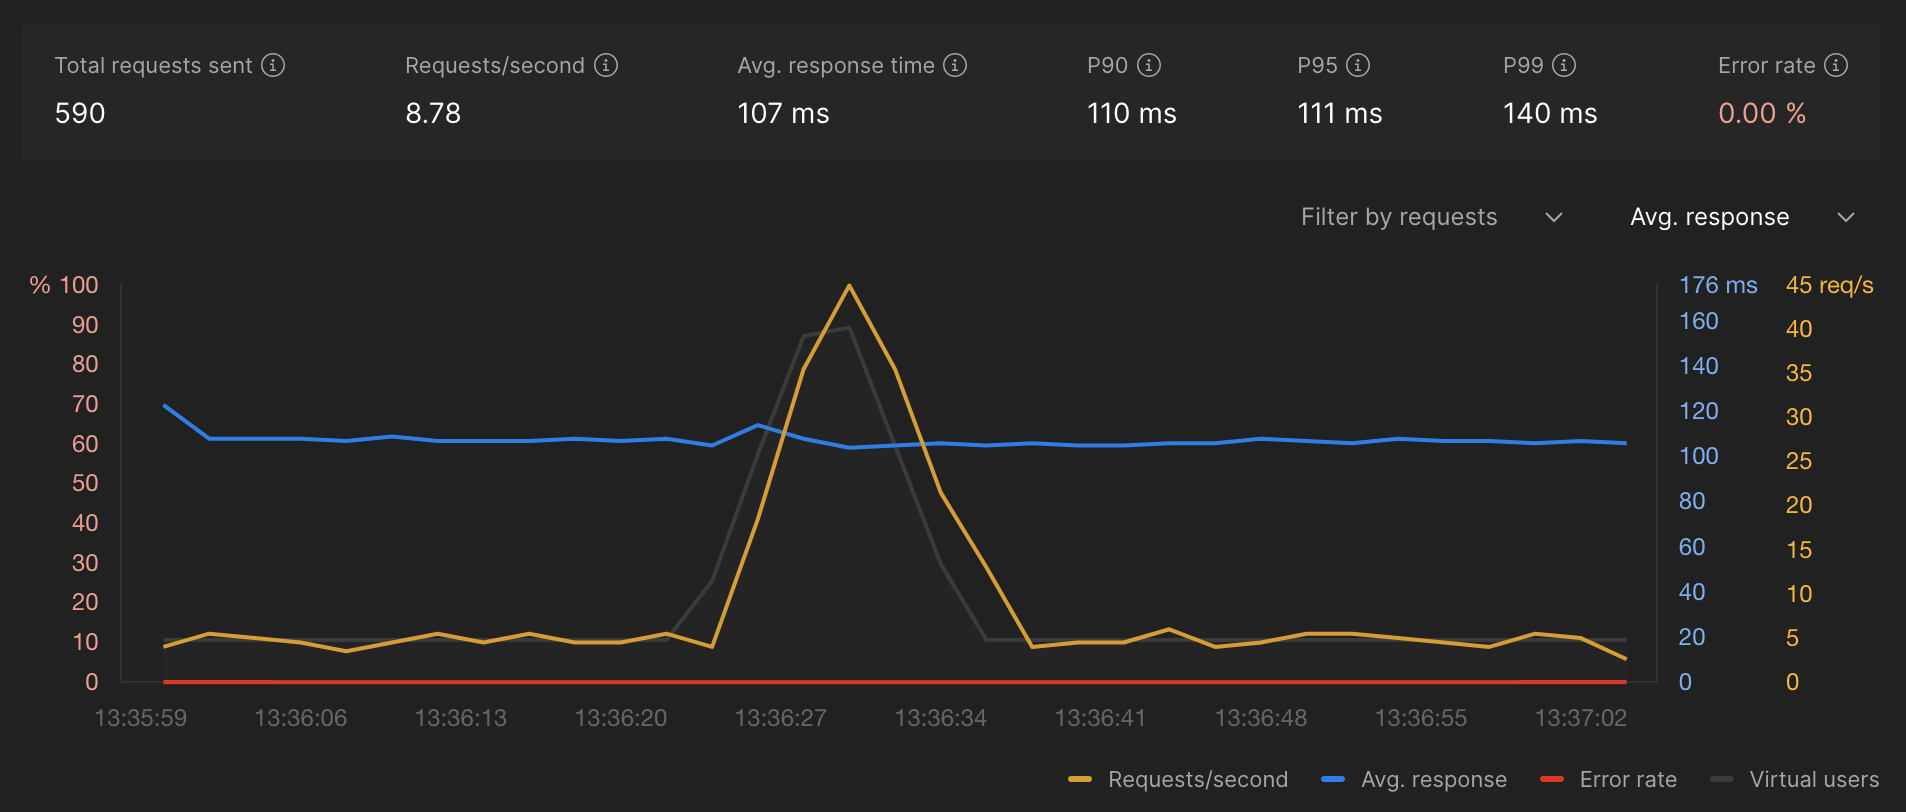 Total requests sent
Requests/second
Avg. response time
P90
P95
P99
Error rate
590
8.78
107 ms
110 ms
111 ms
140 ms
0.00 %
Filter by requests
Avg. response
% 100
90
80
70
60
50
40
30
20
10
0
176 ms
160
140
120
100
80
60
40
20
0
45 req/s
40
35
30
25
20
15
10
5
0
13:35:59
13:36:06
13:36:13
13:36:20
13:36:27
13:36:34
13:36:41
13:36:48
13:36:55
13:37:02
Requests/second
Avg. response
Error rate
Virtual users